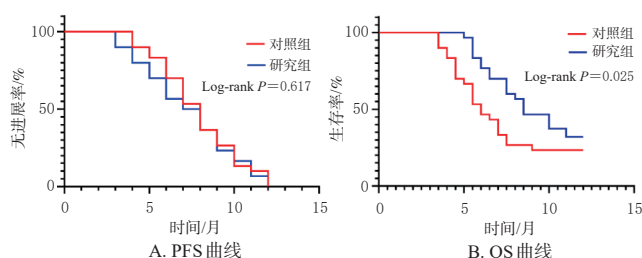 100
50
0
0
5
10
15
无进展率/%
时间/月
对照组
研究组
Log-rank P=0.617
A. PFS曲线
100
50
0
0
5
10
15
生存率/%
时间/月
对照组
研究组
Log-rank P=0.025
B. OS曲线